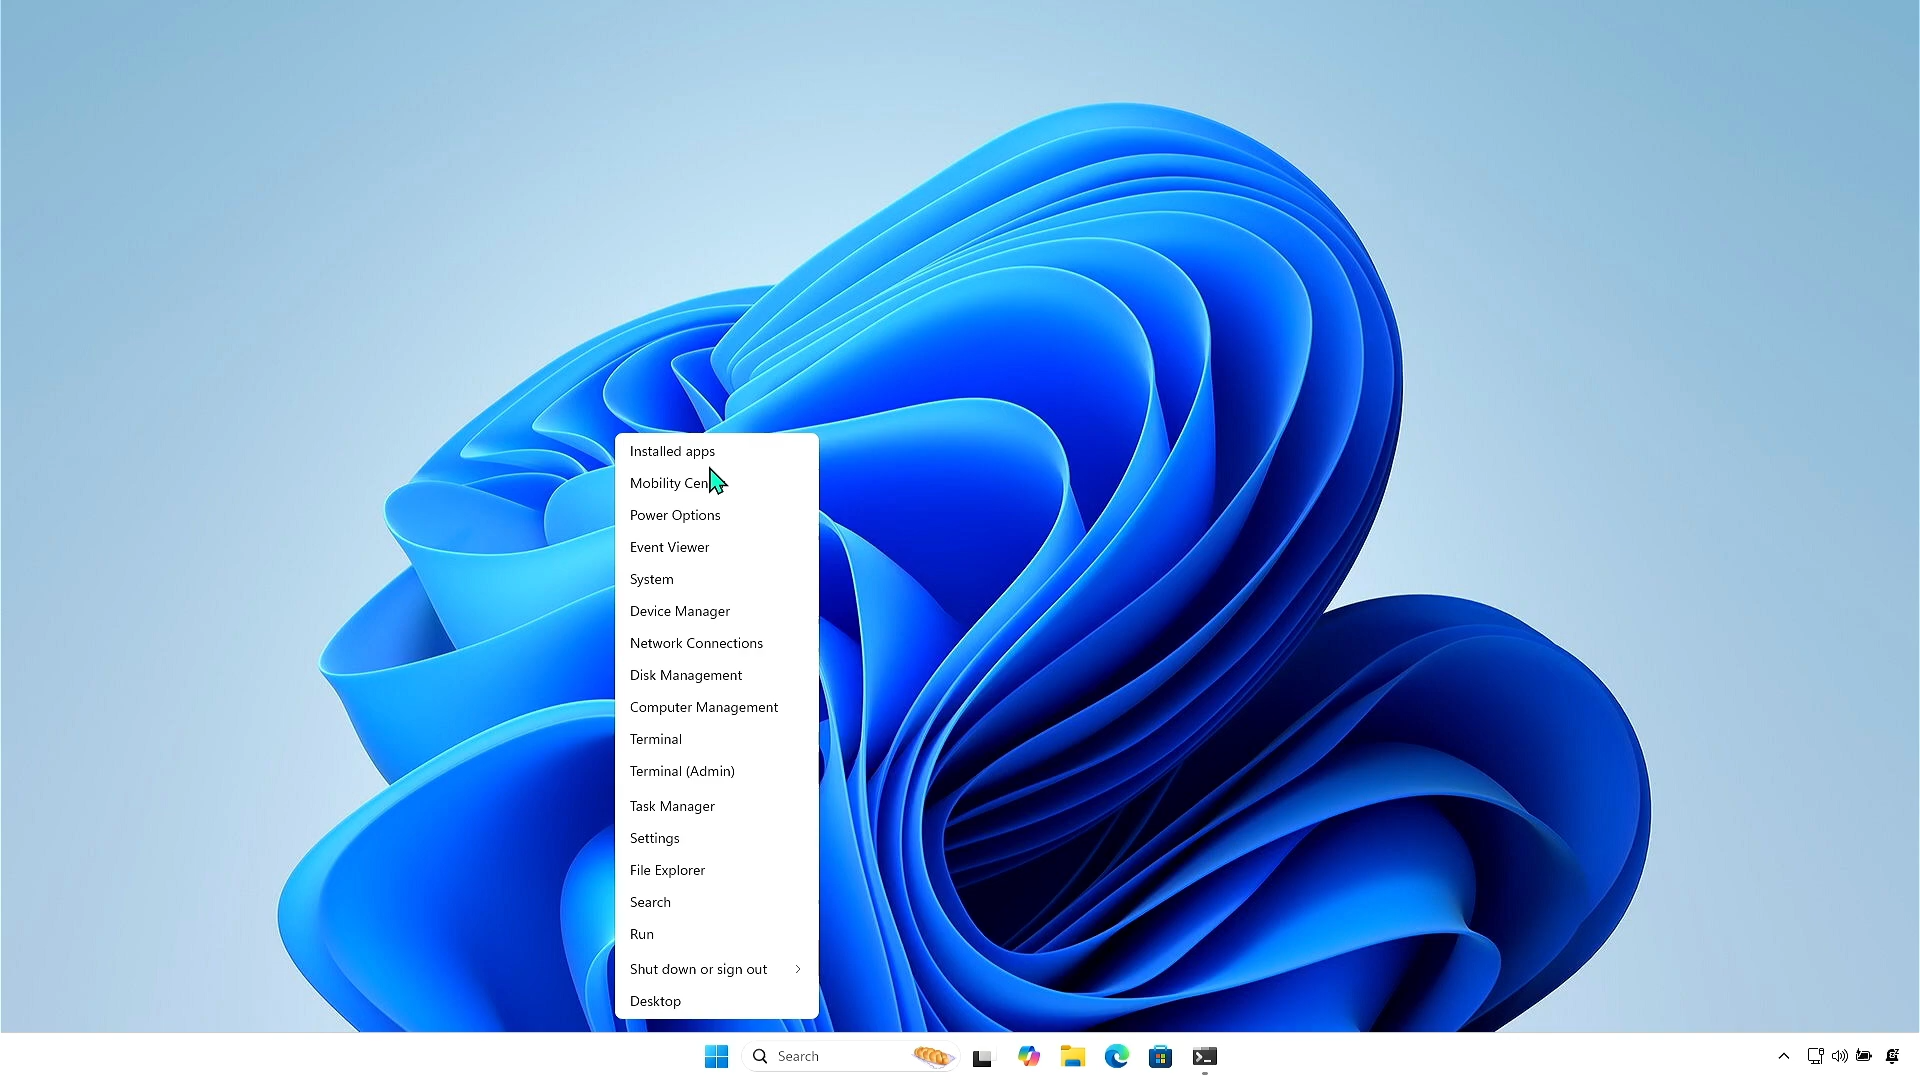 Installed apps
Mobility Cen
Power Options
Event Viewer
System
Device Manager
Network Connections
Disk Management
Computer Management
Terminal
Terminal (Admin)
Task Manager
Settings
File Explorer
Search
Run
Shut down or sign out
Desktop
Search